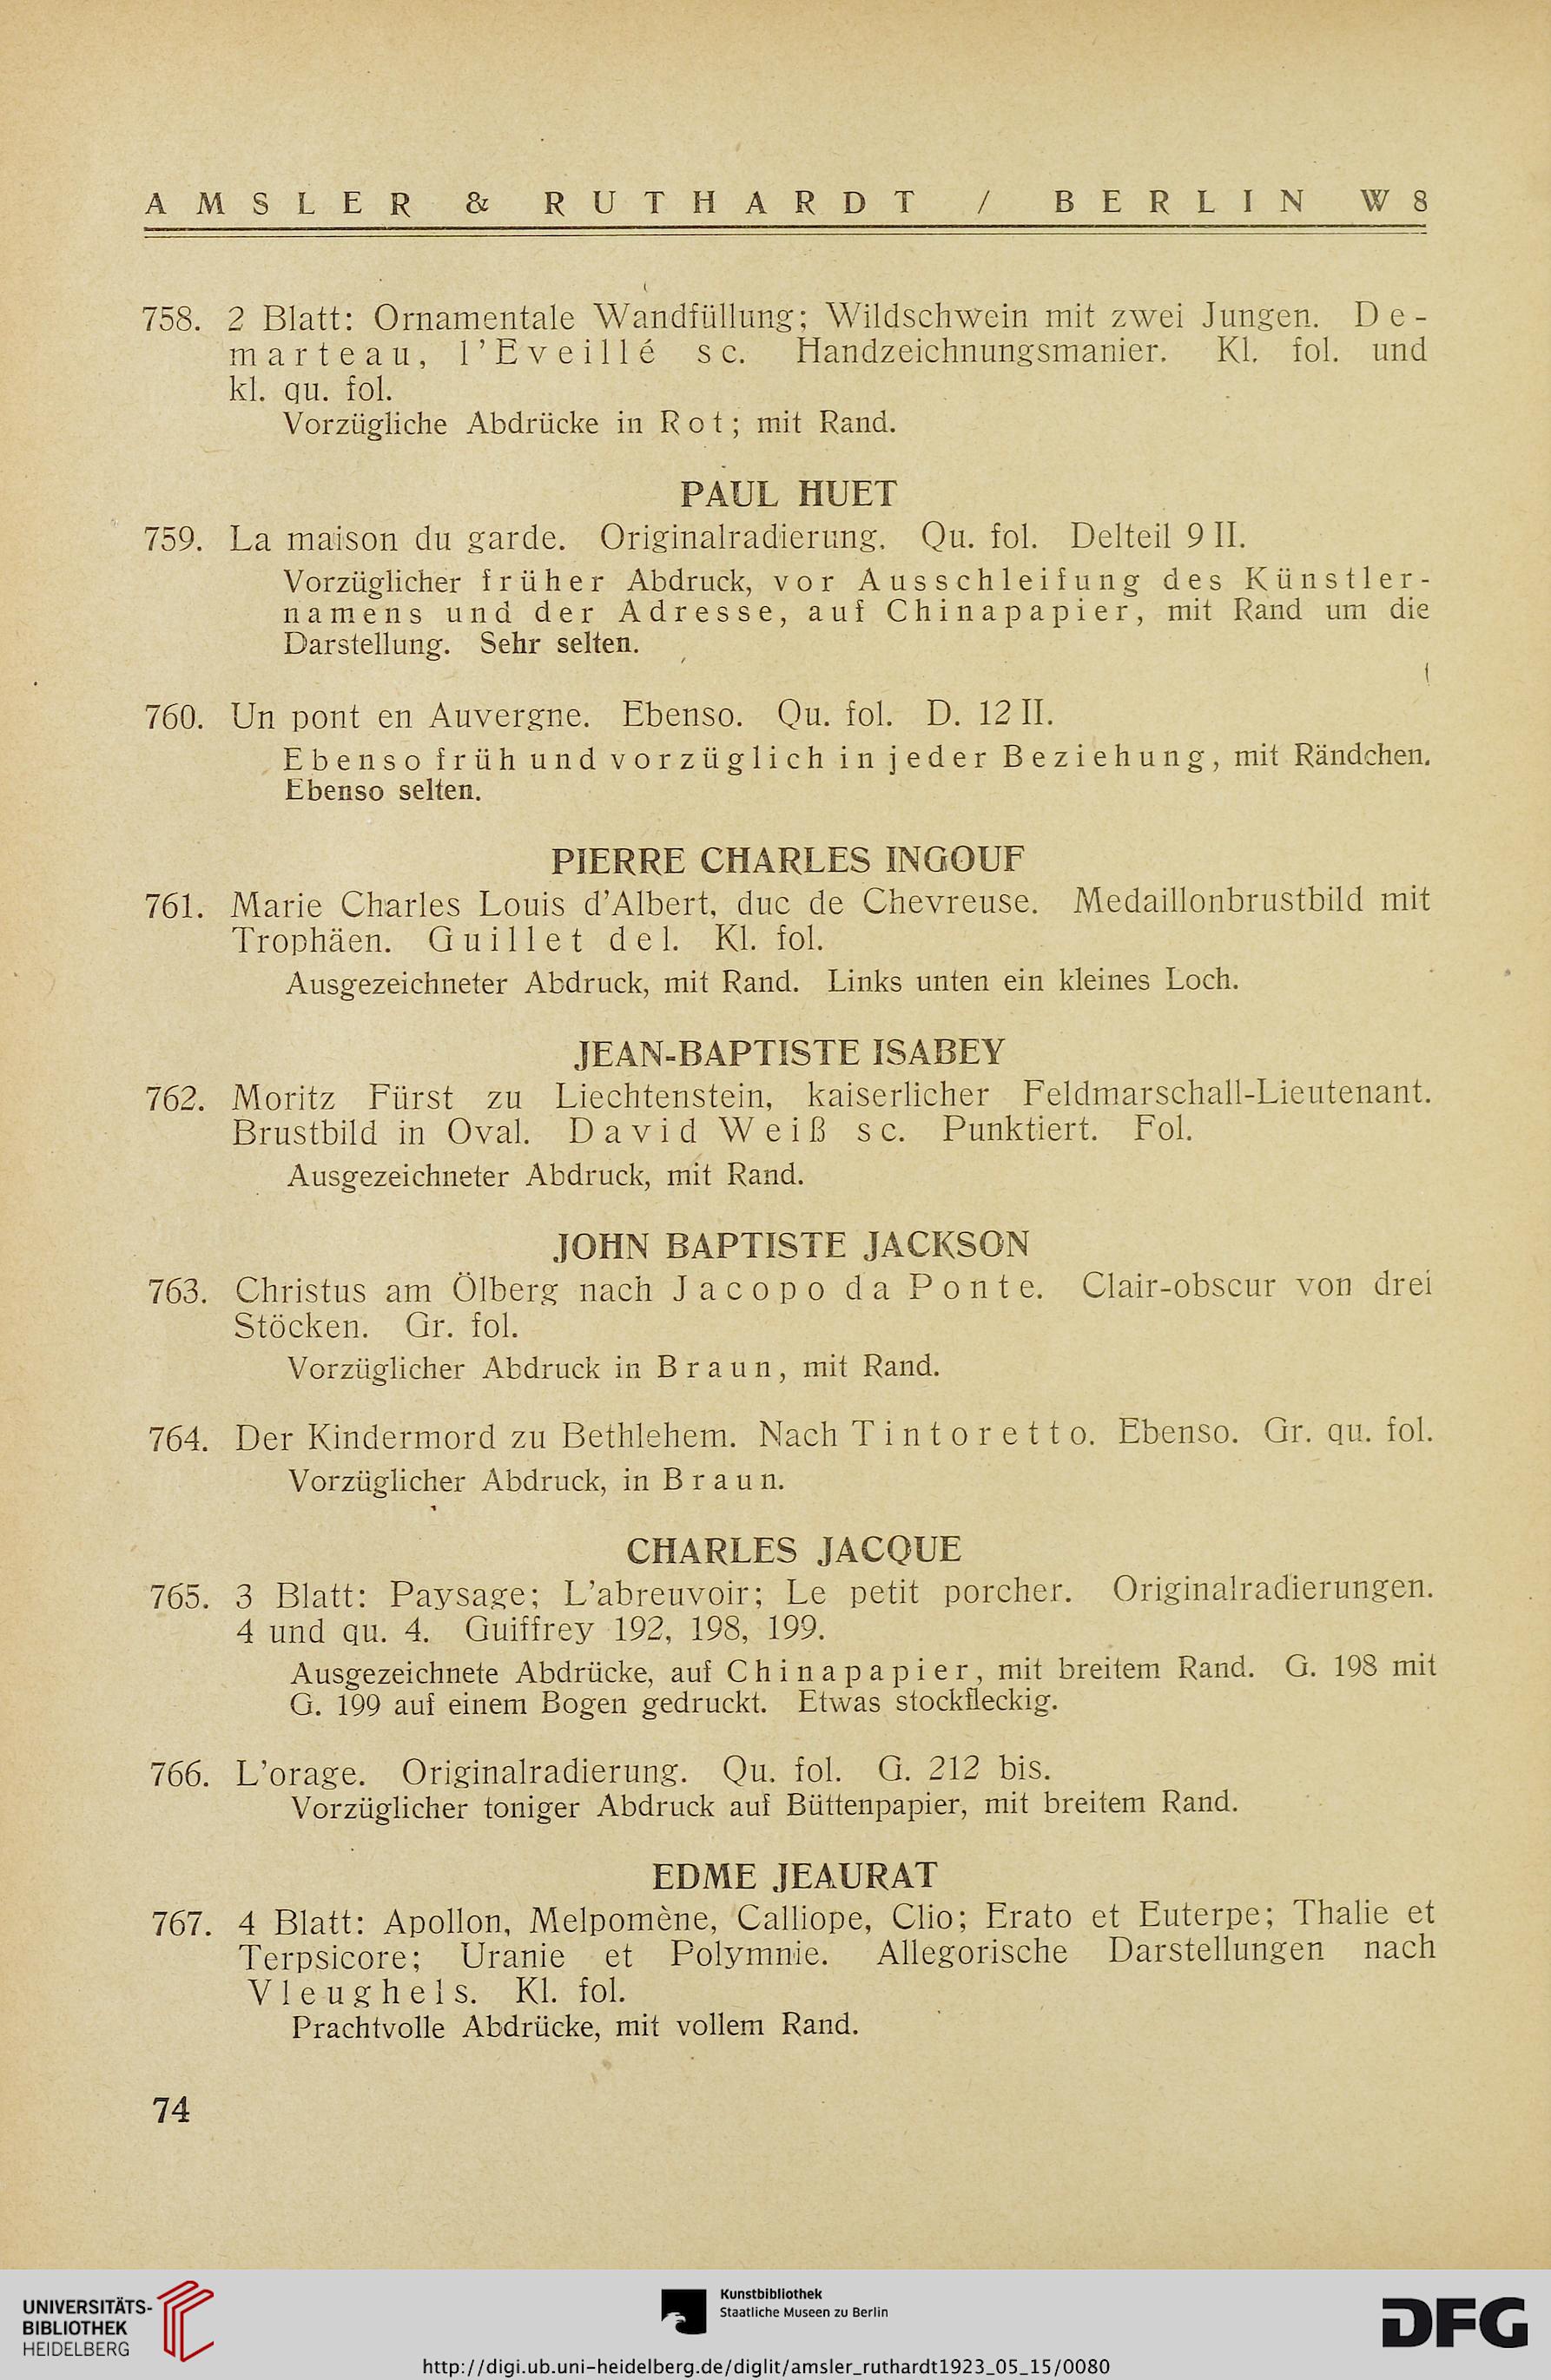 AMSLER & RUTHARDT / BERLIN W8
758. 2 Blatt: Ornamentale Wandfüllung; Wildschwein mit zwei Jungen. De-
marteau, l'Eveillé sc. Handzeichnungsmanier. Kl. fol. und
kl. qu. fol.
Vorzügliche Abdrücke in Rot; mit Rand.
PAUL HUET
759. La maison du garde. Originalradierung. Qu. fol. Delteil 9 II.
Vorzüglicher früher Abdruck, vor Ausschleifung des Künstler-
namens und der Adresse, auf Chinapapier, mit Rand um die
Darstellung. Sehr selten.
760. Un pont en Auvergne. Ebenso. Qu. fol. D. 12 II.
Ebenso früh und vorzüglich in jeder Beziehung, mit Rändchen.
Ebenso selten.
PIERRE CHARLES INGOUF
761. Marie Charles Louis d'Albert, duc de Chevreuse. Medaillonbrustbild mit
Trophäen. Guillet del. Kl. fol.
Ausgezeichneter Abdruck, mit Rand. Links unten ein kleines Loch.
JEAN-BAPTISTE ISABEY
762. Moritz Fürst zu Liechtenstein, kaiserlicher Feldmarschall-Lieutenant.
Brustbild in Oval. David Weiß sc. Punktiert. Fol.
Ausgezeichneter Abdruck, mit Rand.
JOHN BAPTISTE JACKSON
763. Christus am Ölberg nach Jacopo da Ponte. Clair-obscur von drei
Stöcken. Gr. fol.
Vorzüglicher Abdruck in Braun, mit Rand.
764. Der Kindermord zu Bethlehem. Nach Tintoretto. Ebenso. Gr. qu. fol.
Vorzüglicher Abdruck, in Braun.
CHARLES JACQUE
765. 3 Blatt: Paysage; L'abreuvoir; Le petit porcher. Originalradierungen.
4 und qu. 4. Guiffrey 192, 198, 199.
Ausgezeichnete Abdrücke, auf Chinapapier, mit breitem Rand. G. 198 mit
G. 199 auf einem Bogen gedruckt. Etwas stockfleckig.
766. L'orage. Originalradierung. Qu. fol. G. 212 bis.
Vorzüglicher toniger Abdruck auf Büttenpapier, mit breitem Rand.
EDME JEAURAT
767. 4 Blatt: Apollon, Melpomène, Calliope, Clio; Erato et Euterpe; Thalie et
Terpsicore; Uranie et Polymnie. Allegorische Darstellungen nach
Vleughels. Kl. fol.
Prachtvolle Abdrücke, mit vollem Rand.
74
UNIVERSITÄTS-
BIBLIOTHEK
HEIDELBERG
Kunstbibliothek
Staatliche Museen zu Berlin
DFG
http://digi.ub.uni-heidelberg.de/diglit/amsler_ruthardt1923_05_15/0080